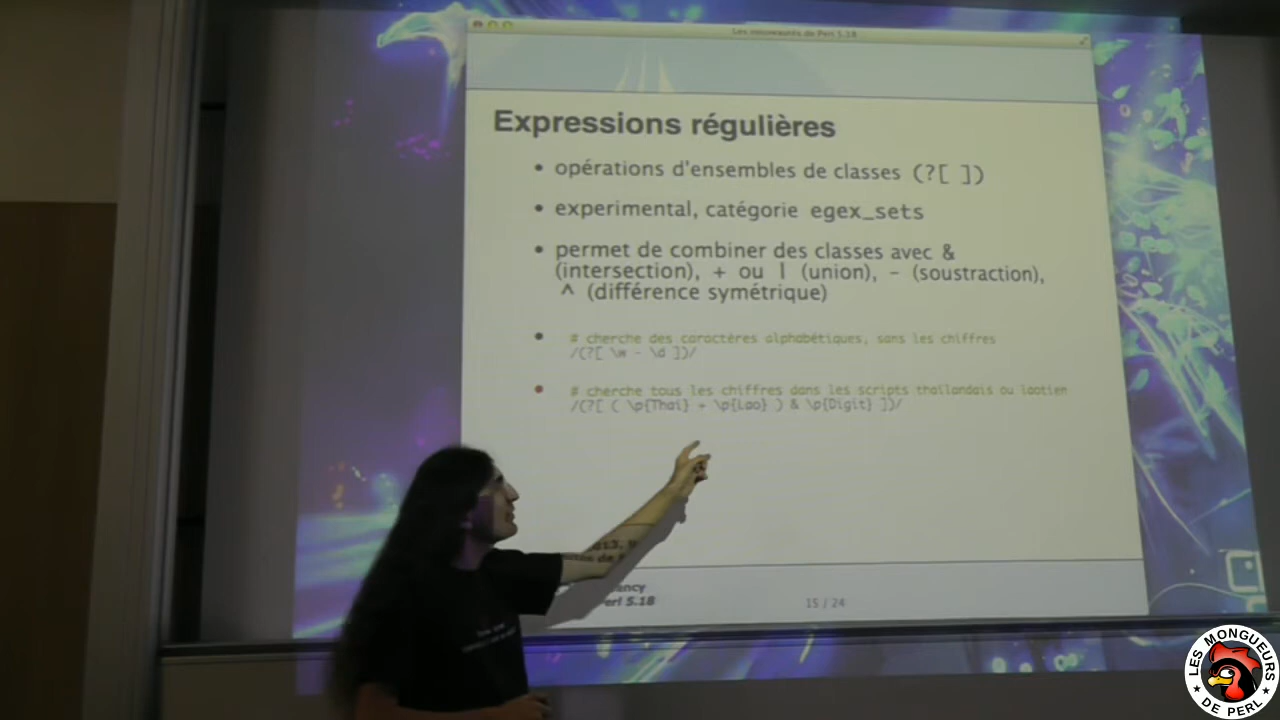 Les nouveautés de Perl 5.18
Expressions régulières
• opérations d'ensembles de classes (?[ ])
• experimental, catégorie egex_sets
• permet de combiner des classes avec &
(intersection), + ou | (union), - (soustraction),
^ (différence symétrique)
# cherche des caractères alphabétiques, sans les chiffres
/(?[ \w - \d ])/
# cherche tous les chiffres dans les scripts thaïlandais ou laotien
/(?[ ( \p{Thai} + \p{Lao} ) & \p{Digit} ])/
ancy
erl 5.18
15 / 24
LES MONGUEURS
DE PERL